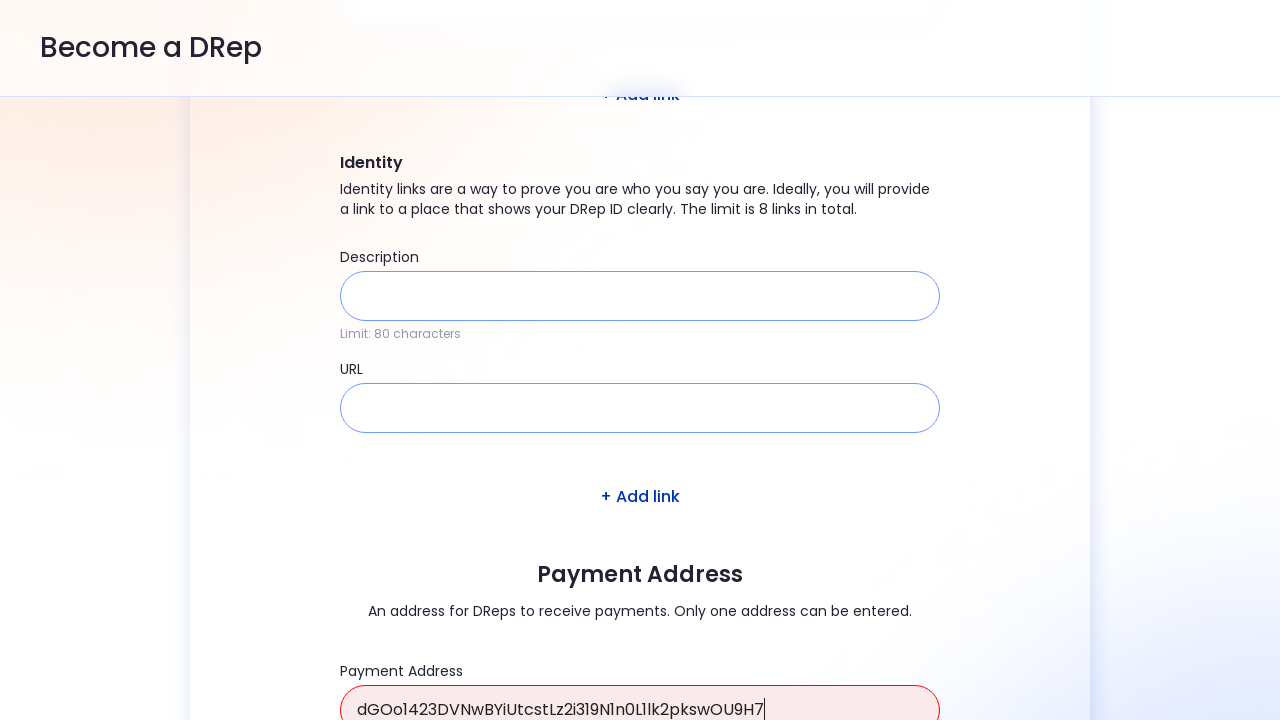 Become a DRep
+ Add link
Identity
Identity links are a way to prove you are who you say you are. Ideally, you will provide
a link to a place that shows your DRep ID clearly. The limit is 8 links in total.
Description
Limit: 80 characters
URL
+ Add link
Payment Address
An address for DReps to receive payments. Only one address can be entered.
Payment Address
dGOo1423DVNwBYiUtcstLz2i319N1n0L1lk2pkswOU9H7